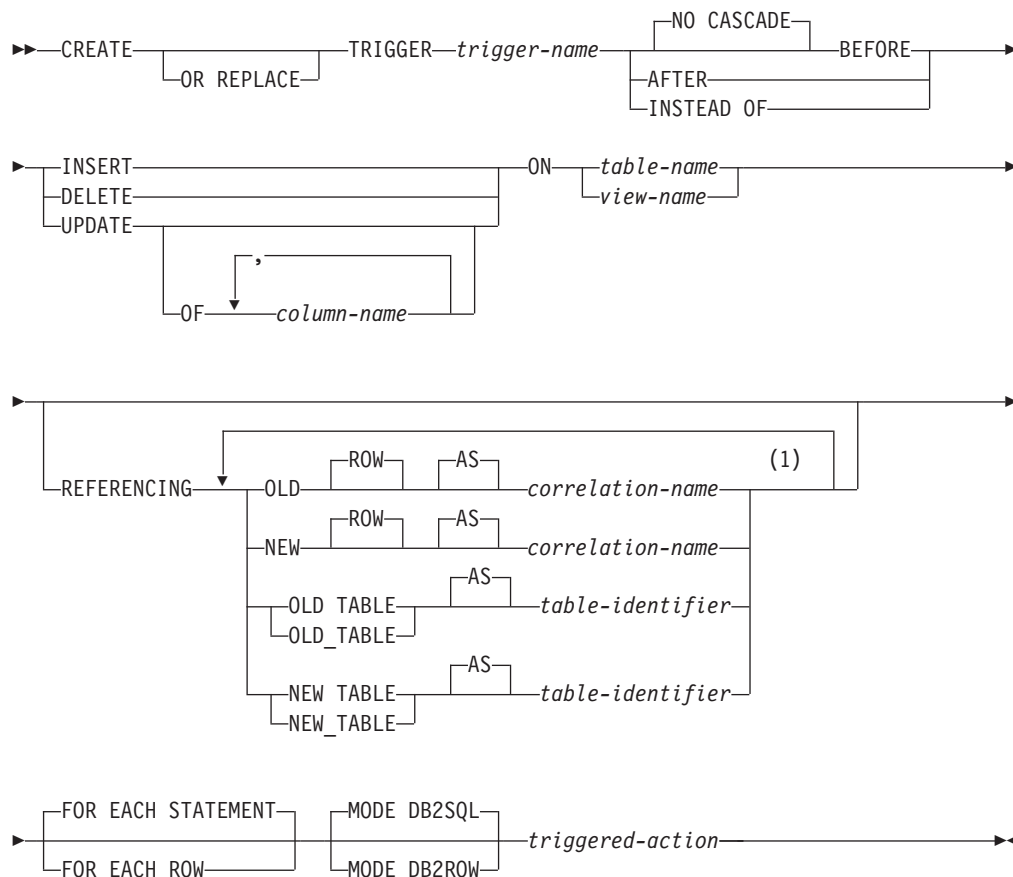 NO CASCADE
CREATE TRIGGER trigger-name BEFORE
OR REPLACE AFTER
INSTEAD OF
INSERT ON table-name
DELETE view-name
UPDATE
,
OF column-name
ROW AS (1)
REFERENCING OLD correlation-name
ROW AS
NEW correlation-name
AS
OLD TABLE table-identifier
OLD_TABLE
AS
NEW TABLE table-identifier
NEW_TABLE
FOR EACH STATEMENT MODE DB2SQL
triggered-action
FOR EACH ROW MODE DB2ROW